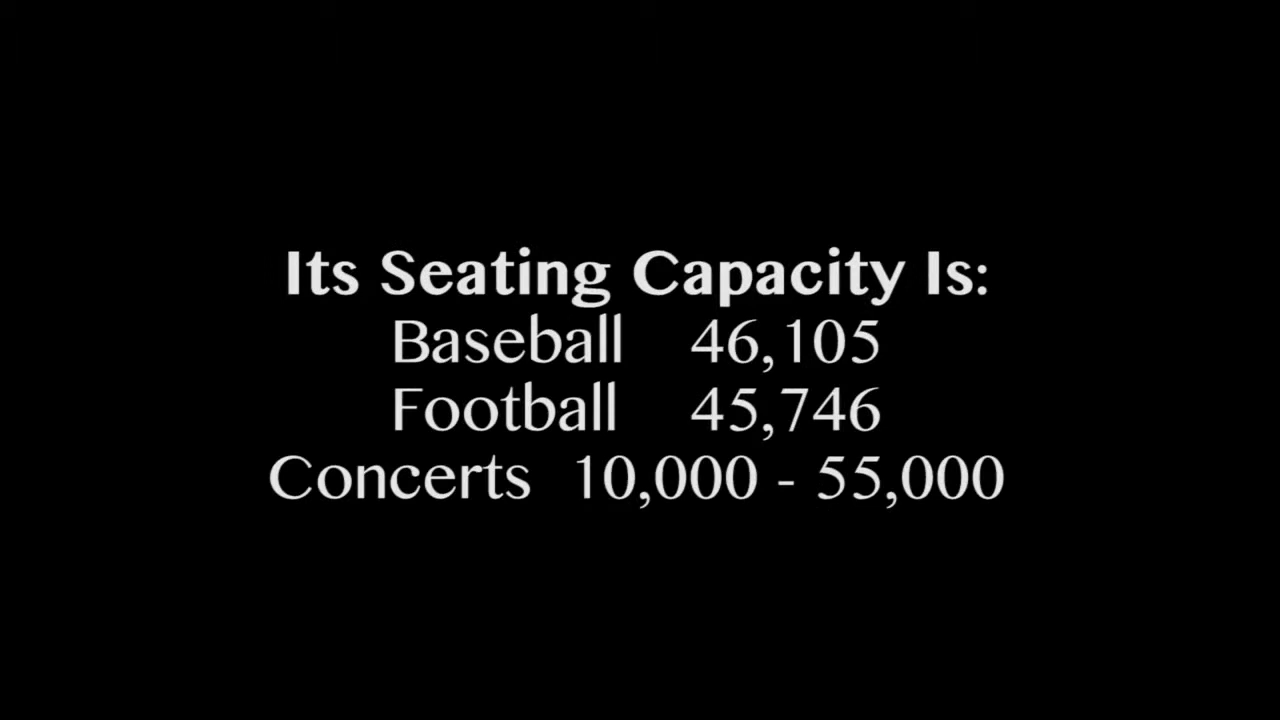 Its Seating Capacity Is:
Baseball 46,105
Football 45,746
Concerts 10,000 - 55,000